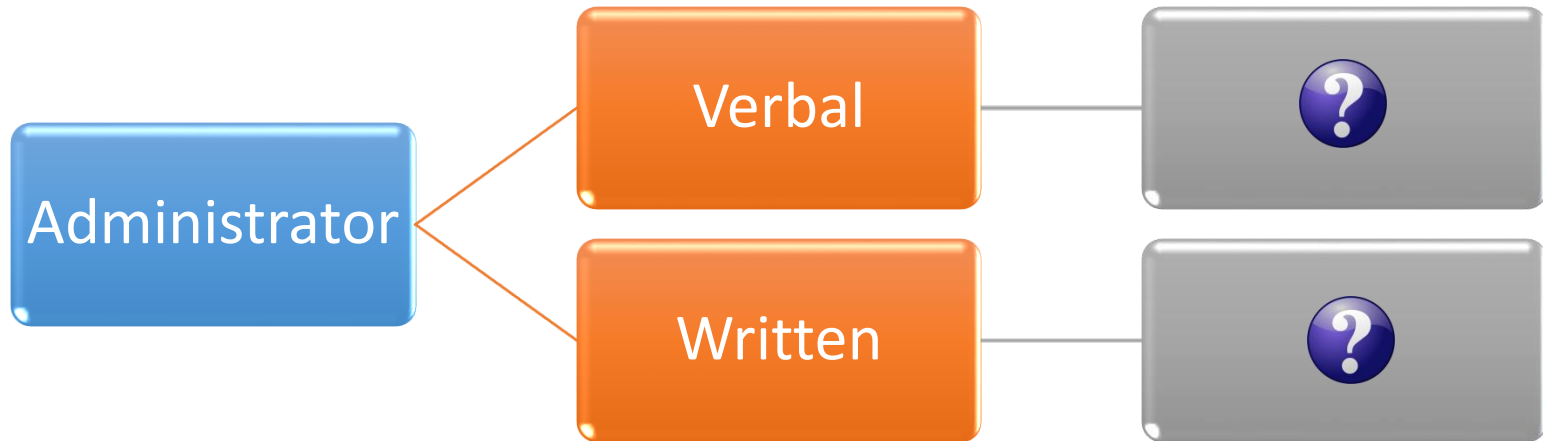 Administrator
Verbal
?
Written
?